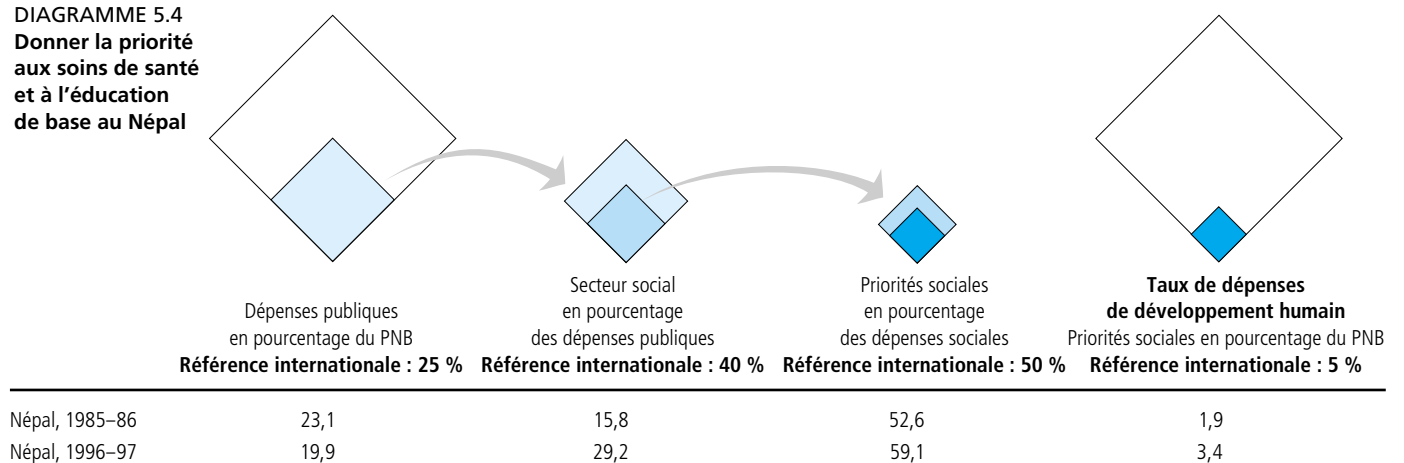 DIAGRAMME 5.4
Donner la priorité
aux soins de santé
et à l'éducation
de base au Népal
Dépenses publiques
en pourcentage du PNB
Référence internationale : 25 %
Secteur social
en pourcentage
des dépenses publiques
Référence internationale : 40 %
Priorités sociales
en pourcentage
des dépenses sociales
Référence internationale : 50 %
Taux de dépenses
de développement humain
Priorités sociales en pourcentage du PNB
Référence internationale : 5 %
Népal, 1985–86 23,1 15,8 52,6 1,9
Népal, 1996–97 19,9 29,2 59,1 3,4